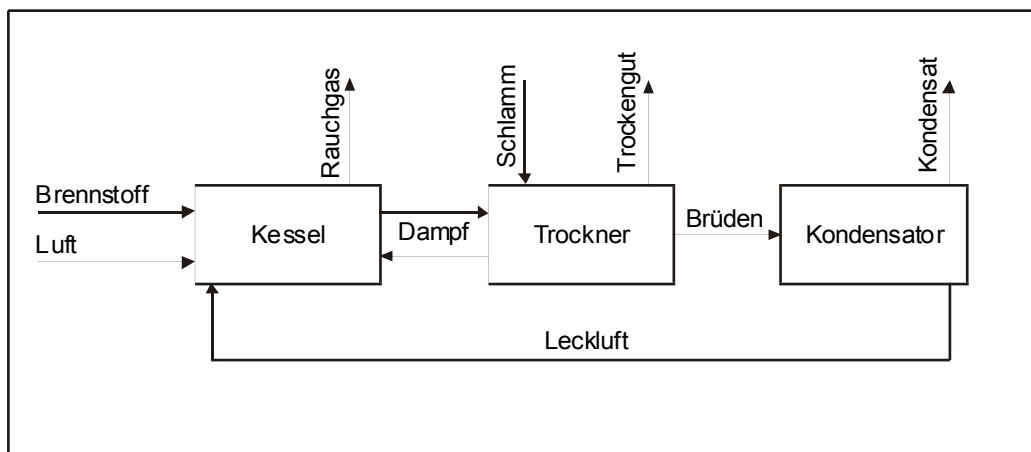 Rauchgas
Schlamm
Trockengut
Kondensat
Brennstoff
Luft
Kessel
Dampf
Trockner
Brüden
Kondensator
Leckluft